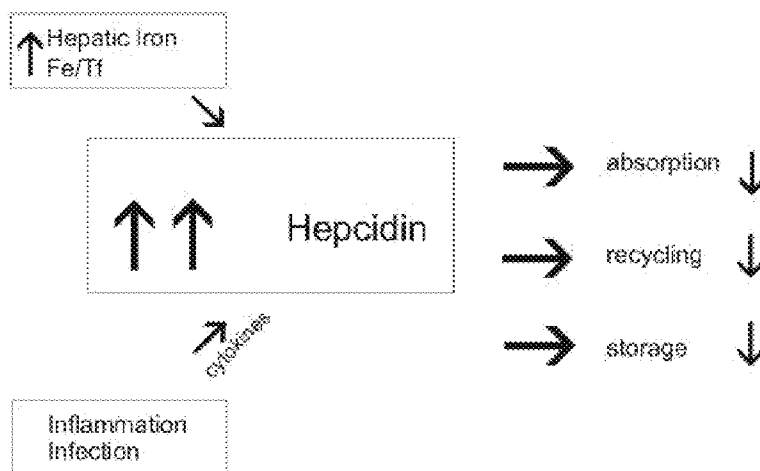 Hepatic Iron
Fe/Tf
Hepcidin
absorption
recycling
storage
cytokines
Inflammation
Infection